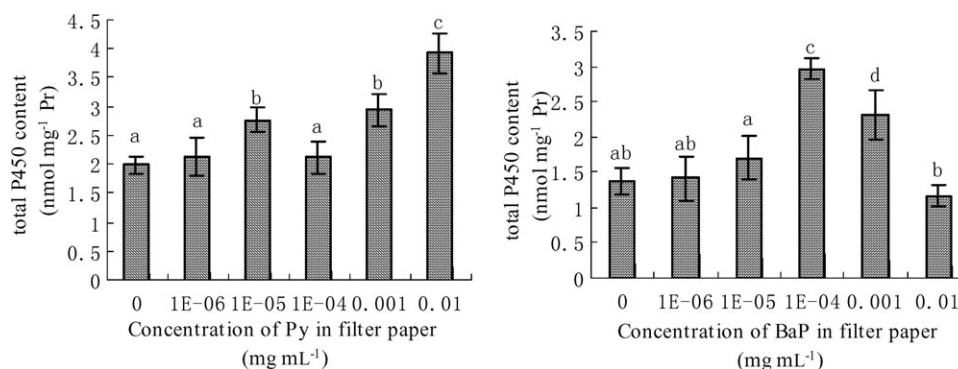 total P450 content
(nmol mg-1 Pr)
4.5
4
3.5
3
2.5
2
1.5
1
0.5
0
a
a
b
a
b
c
0 1E-06 1E-05 1E-04 0.001 0.01
Concentration of Py in filter paper
(mg mL-1)
total P450 content
(nmol mg-1 Pr)
3.5
3
2.5
2
1.5
1
0.5
0
ab
ab
a
c
d
b
0 1E-06 1E-05 1E-04 0.001 0.01
Concentration of BaP in filter paper
(mg mL-1)